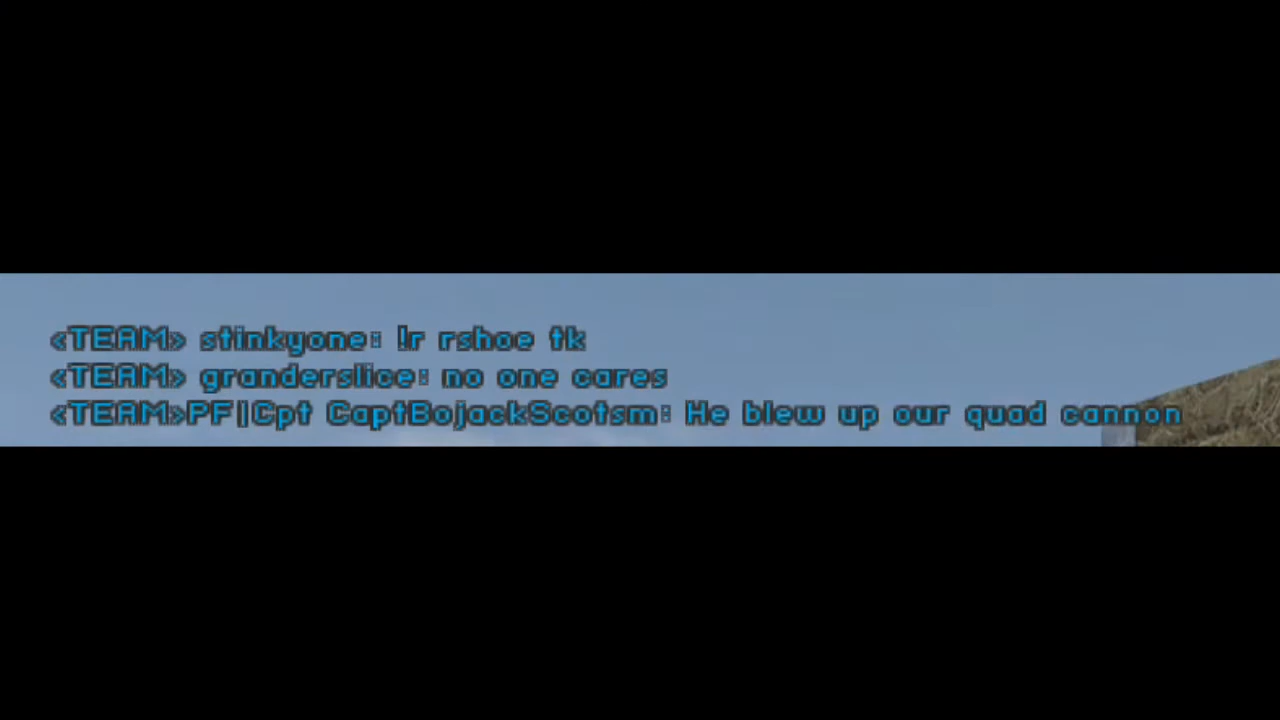 <TEAM> stinkyone: !r rshoe tk
<TEAM> granderslice: no one cares
<TEAM>PF|Cpt CaptBojackScotsm: He blew up our quad cannon